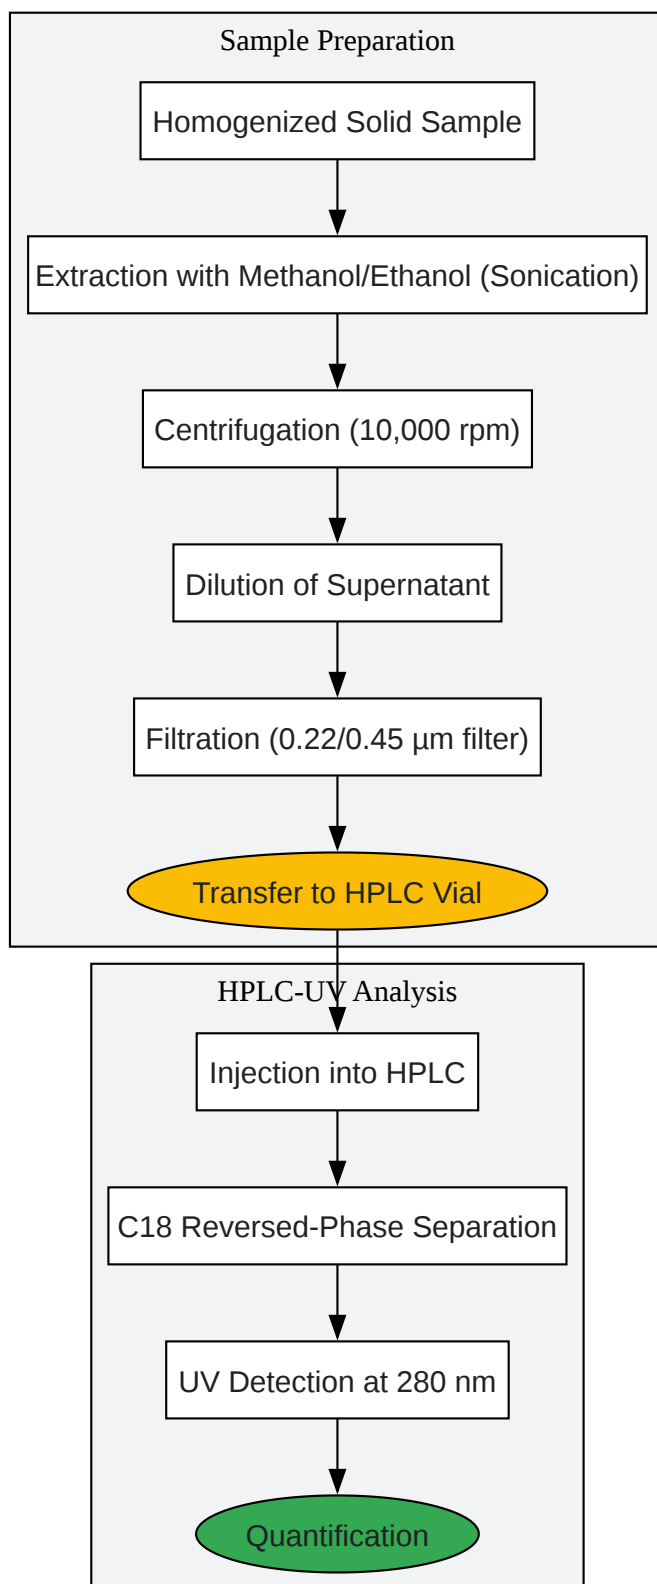 Sample Preparation
Homogenized Solid Sample
Extraction with Methanol/Ethanol (Sonication)
Centrifugation (10,000 rpm)
Dilution of Supernatant
Filtration (0.22/0.45 µm filter)
Transfer to HPLC Vial
HPLC-UV Analysis
Injection into HPLC
C18 Reversed-Phase Separation
UV Detection at 280 nm
Quantification